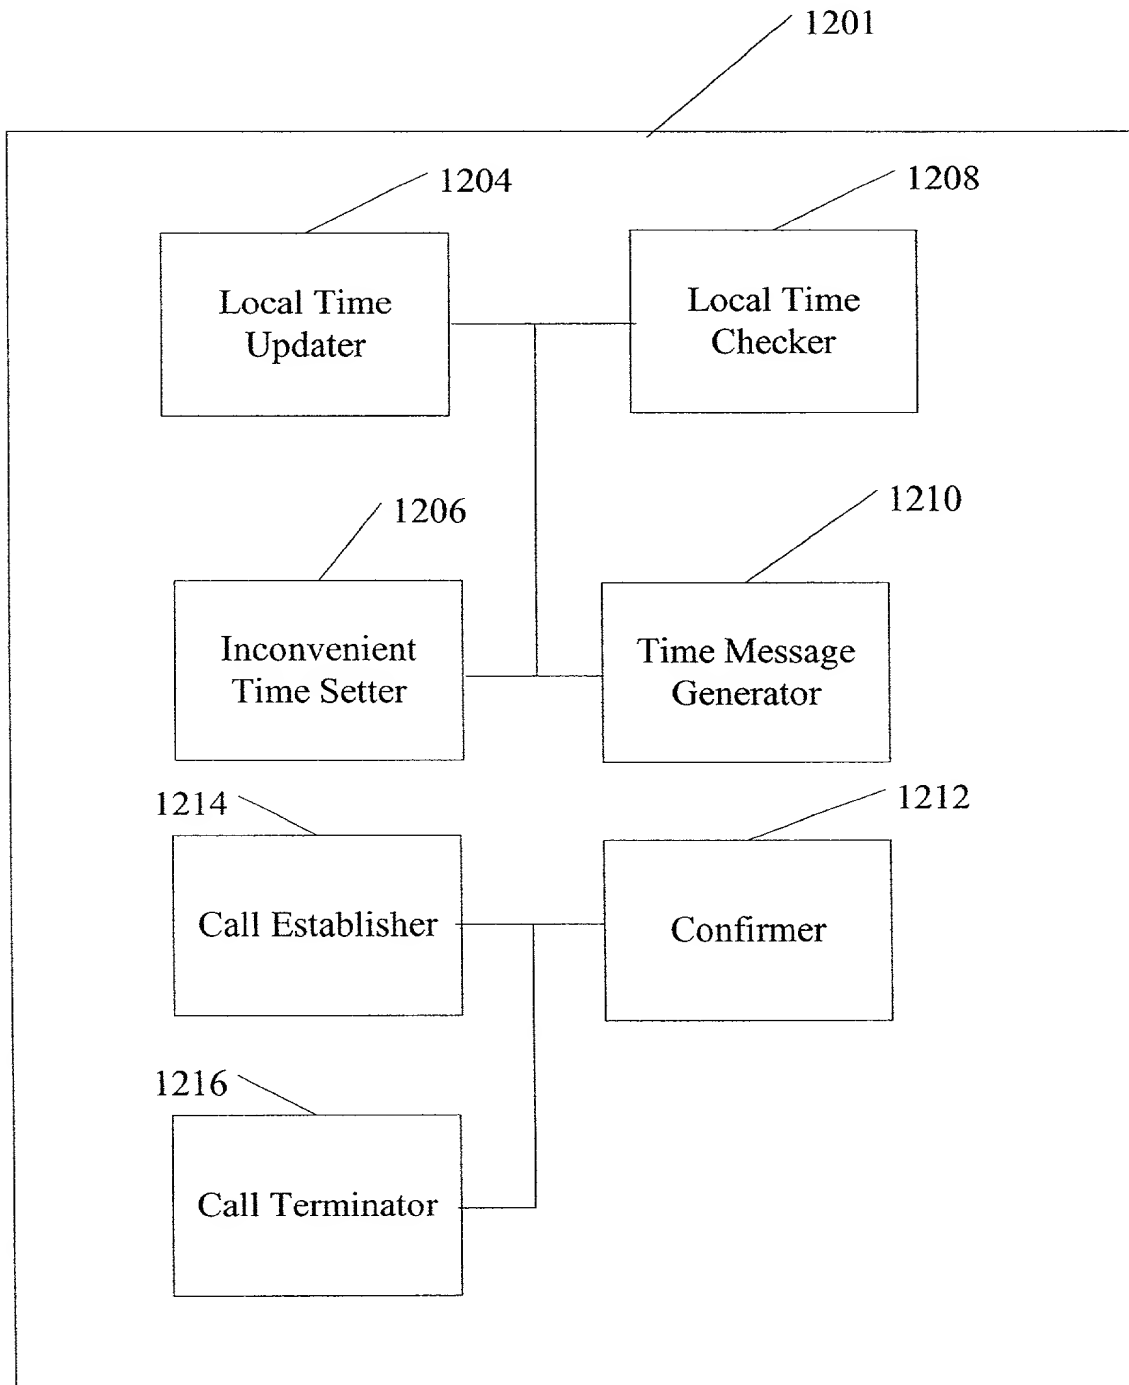 1201
1204
1208
Local Time
Updater
Local Time
Checker
1206
1210
Inconvenient
Time Setter
Time Message
Generator
1214
1212
Call Establisher
Confirmer
1216
Call Terminator